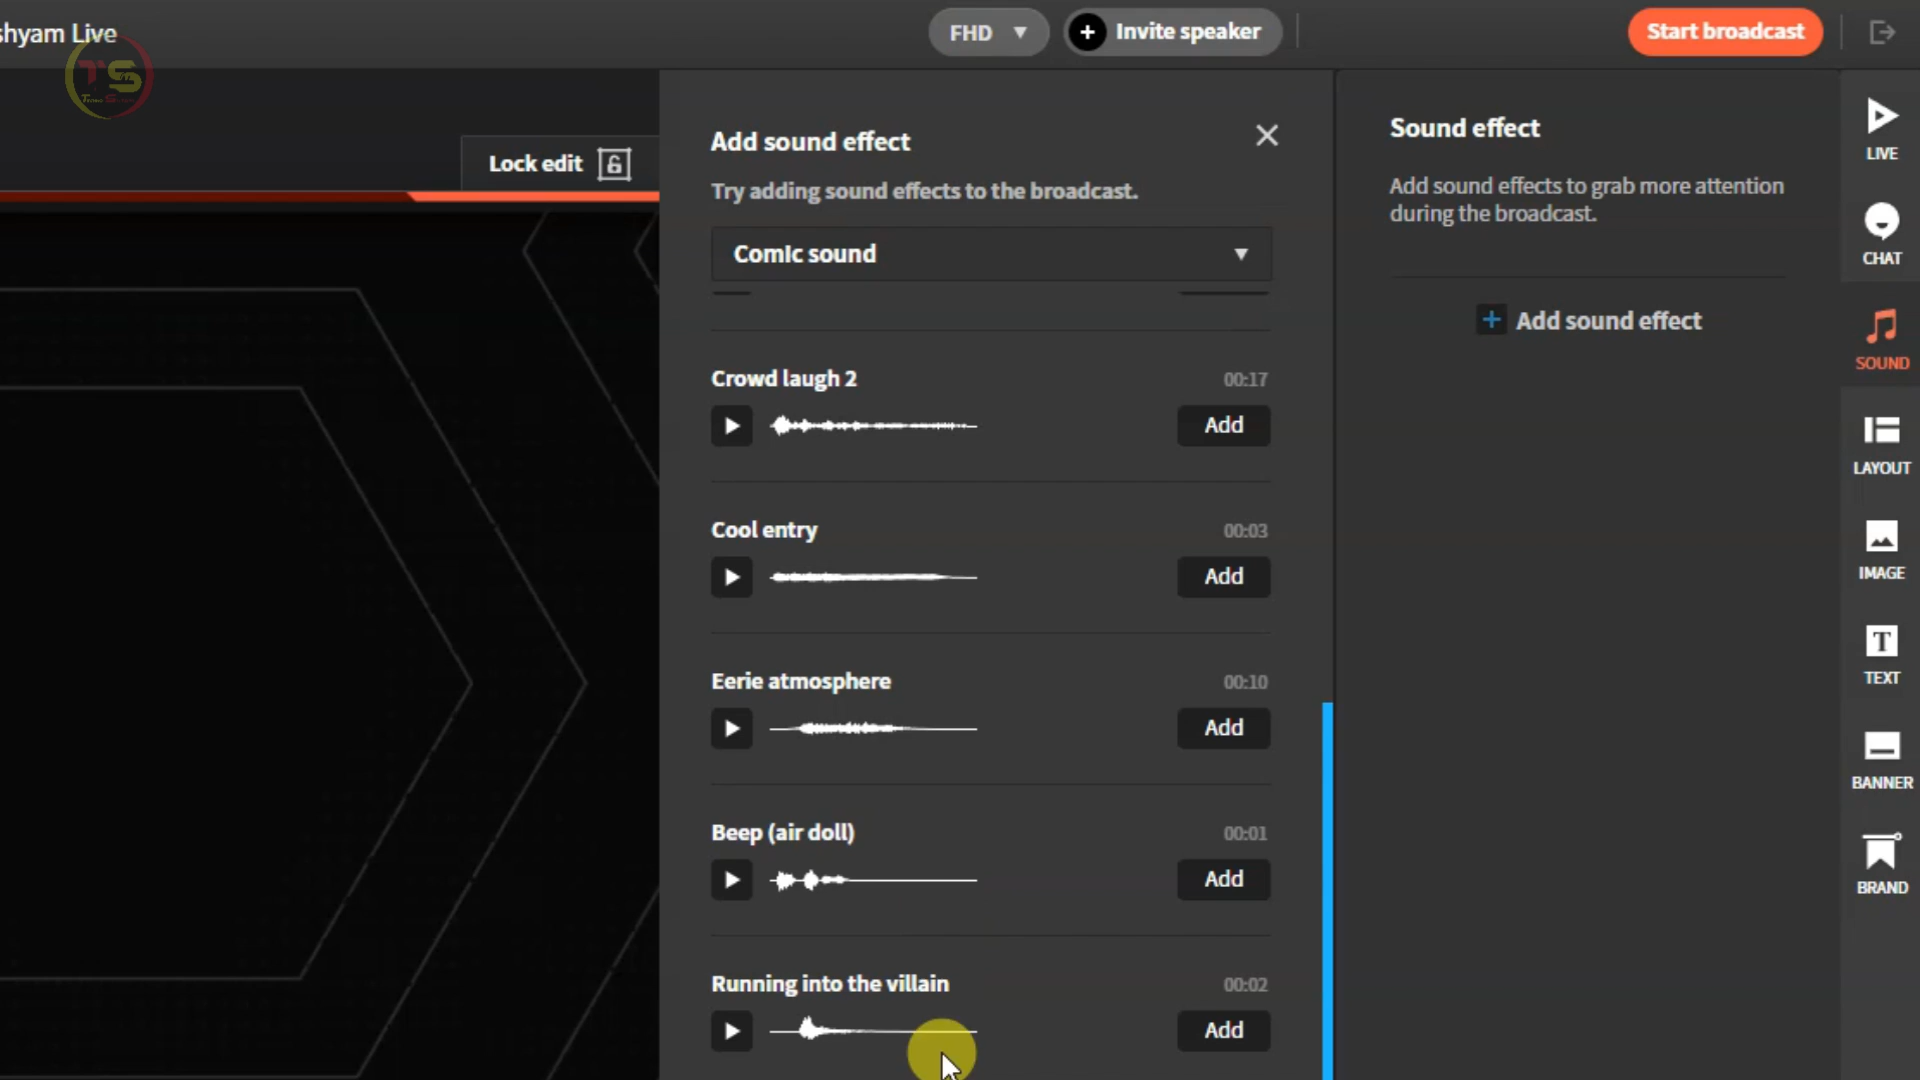 shyam Live
FHD
Invite speaker
Start broadcast
TS
Lock edit
Add sound effect
Try adding sound effects to the broadcast.
Comic sound
Crowd laugh 2
00:17
Add
Cool entry
00:03
Add
Eerie atmosphere
00:10
Add
Beep (air doll)
00:01
Add
Running into the villain
00:02
Add
Sound effect
Add sound effects to grab more attention
during the broadcast.
Add sound effect
LIVE
CHAT
SOUND
LAYOUT
IMAGE
T
TEXT
BANNER
BRAND